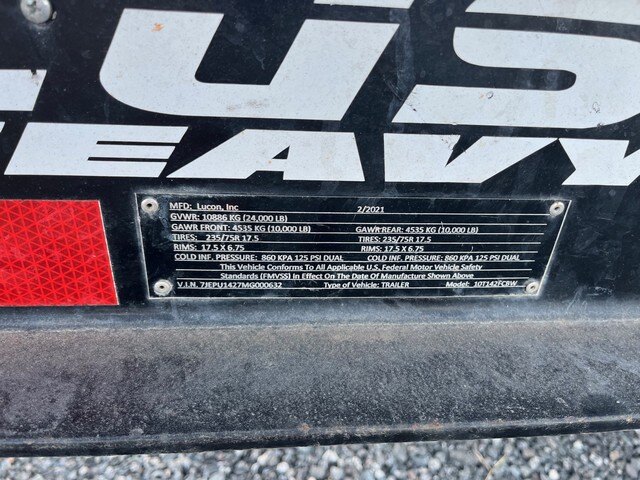 US
HEAVY
MFD: Lucon, Inc 2/2021
GVWR: 10886 KG (24,000 LB)
GAWR FRONT: 4535 KG (10,000 LB) GAWR REAR: 4535 KG (10,000 LB)
TIRES: 235/75R 17.5 TIRES: 235/75R 17.5
RIMS: 17.5 X 6.75 RIMS: 17.5 X 6.75
COLD INF. PRESSURE: 860 KPA 125 PSI DUAL COLD INF. PRESSURE: 860 KPA 125 PSI DUAL
This Vehicle Conforms To All Applicable U.S. Federal Motor Vehicle Safety
Standards (FMVSS) In Effect On The Date Of Manufacture Shown Above
V.I.N. 7JEPU1427MG000632 Type of Vehicle: TRAILER Model: 10T142FCBW